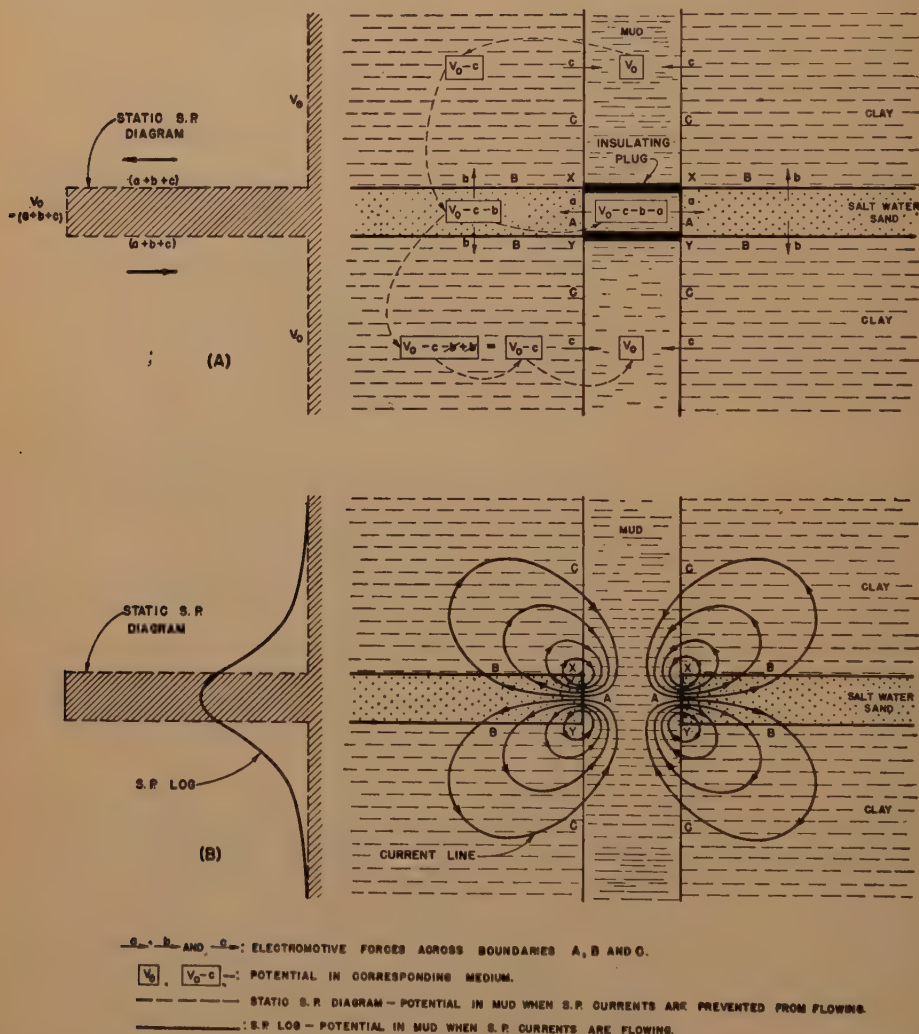 MUD
V₀-c
c
V₀
c
V₀
STATIC S.P.
DIAGRAM
C
C
CLAY
INSULATING
PLUG
(a+b+c)
b
B
X
X
B
b
V₀
=(a+b+c)
V₀-c-b
a
A
V₀-c-b-a
a
A
SALT WATER
SAND
(a+b+c)
b
B
Y
Y
B
b
V₀
C
C
CLAY
(A)
V₀-c-b+b
=
V₀-c
c
V₀
c
MUD
C
C
CLAY
STATIC S.P.
DIAGRAM
B
X
X
B
Y
Y
A
A
SALT WATER
SAND
B
Y
Y
B
S.P. LOG
CLAY
C
C
(B)
CURRENT LINE
a, b AND c : ELECTROMOTIVE FORCES ACROSS BOUNDARIES A, B AND C.
V₀, V₀-c -: POTENTIAL IN CORRESPONDING MEDIUM.
STATIC S.P. DIAGRAM - POTENTIAL IN MUD WHEN S.P. CURRENTS ARE PREVENTED FROM FLOWING.
: S.P. LOG - POTENTIAL IN MUD WHEN S.P. CURRENTS ARE FLOWING.